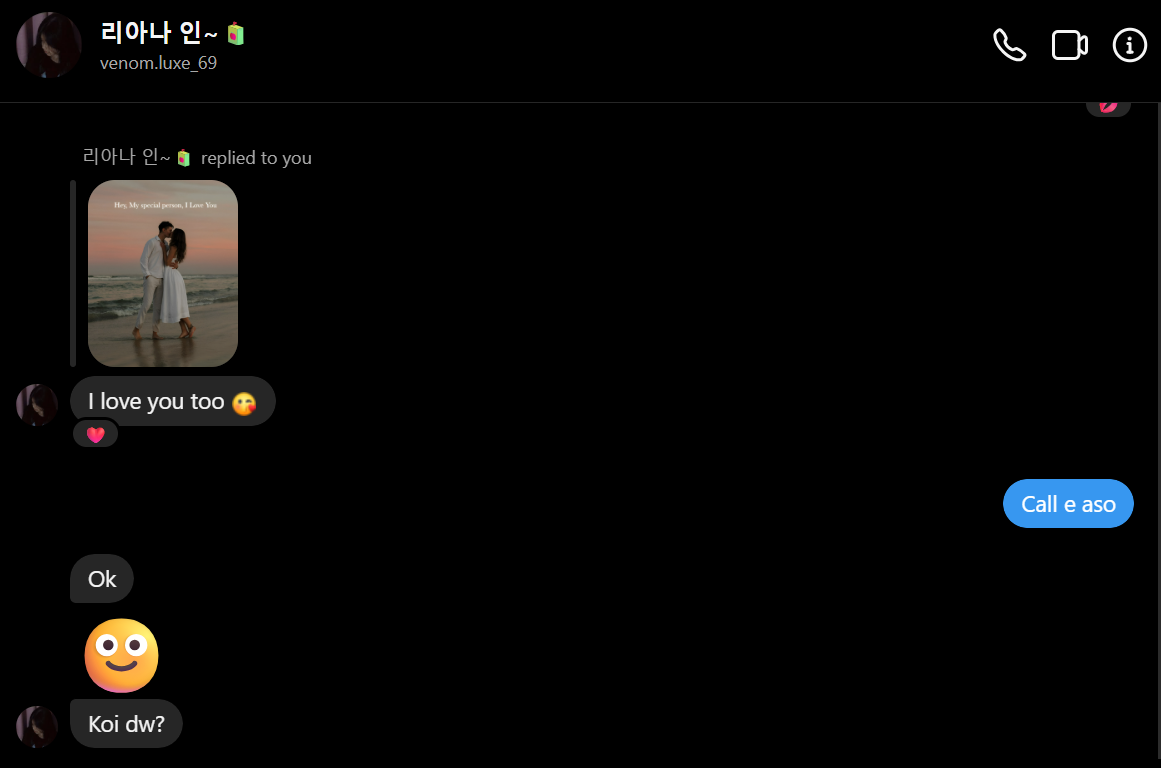 리아나 인~🧃
venom.luxe_69
리아나 인~🧃 replied to you
Hey, My special person, I Love You
I love you too 😙
Call e aso
Ok
Koi dw?